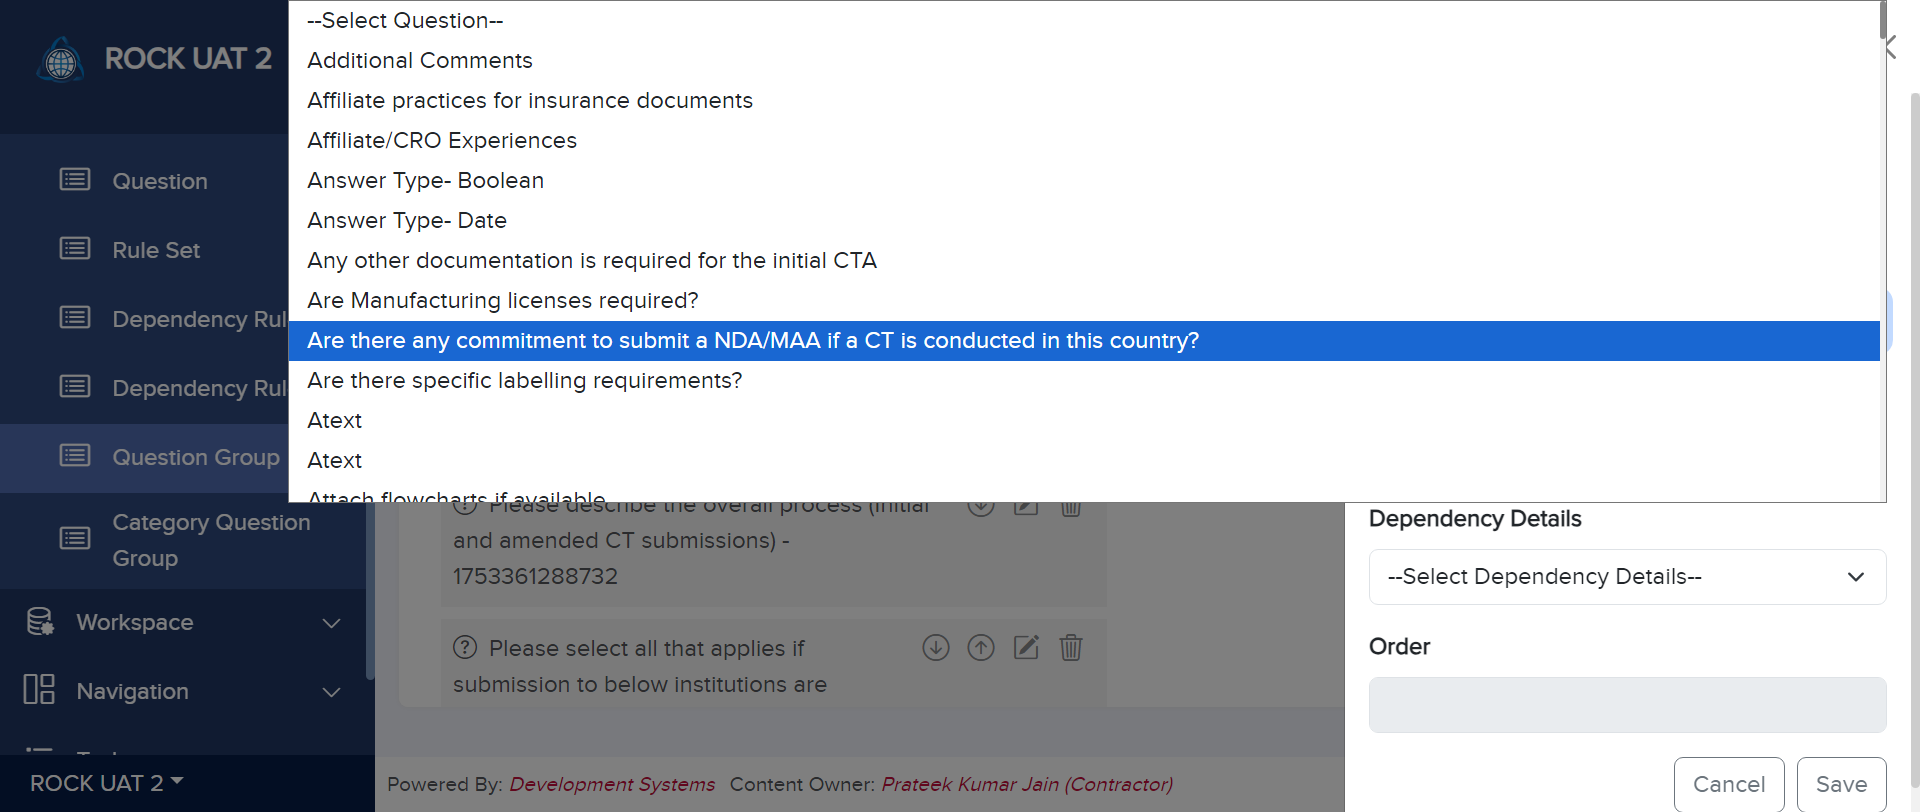 ROCK UAT 2
Question
Rule Set
Dependency Rul
Dependency Rul
Question Group
Category Question
Group
Workspace
Navigation
ROCK UAT 2
--Select Question--
Additional Comments
Affiliate practices for insurance documents
Affiliate/CRO Experiences
Answer Type- Boolean
Answer Type- Date
Any other documentation is required for the initial CTA
Are Manufacturing licenses required?
Are there any commitment to submit a NDA/MAA if a CT is conducted in this country?
Are there specific labelling requirements?
Atext
Atext
Attach flowcharts if available
Please describe the overall process (initial
and amended CT submissions) -
1753361288732
Please select all that applies if
submission to below institutions are
Dependency Details
--Select Dependency Details--
Order
Cancel
Save
Powered By: Development Systems Content Owner: Prateek Kumar Jain (Contractor)